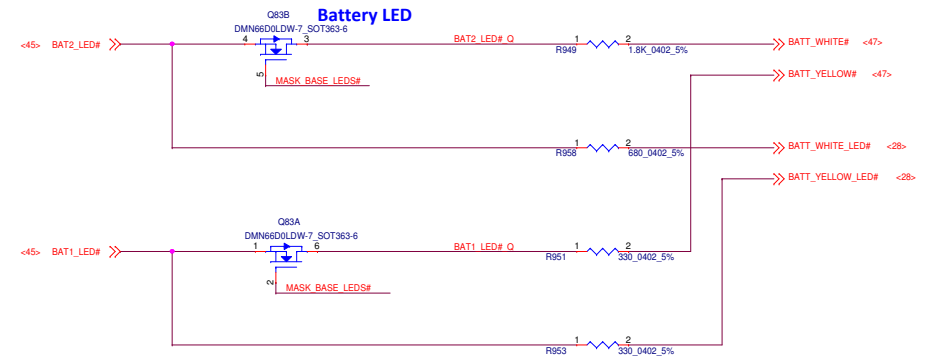 Battery LED
Q83B
DMN66D0LDW-7_SOT363-6
<45> BAT2_LED# 4 3 BAT2_LED#_Q 1 2 BATT_WHITE# <47>
R949 1.8K_0402_5%
5
MASK_BASE_LEDS#
BATT_YELLOW# <47>
1 2 BATT_WHITE_LED# <28>
R958 680_0402_5%
BATT_YELLOW_LED# <28>
Q83A
DMN66D0LDW-7_SOT363-6
<45> BAT1_LED# 1 6 BAT1_LED#_Q 1 2
R951 330_0402_5%
2
MASK_BASE_LEDS#
1 2
R953 330_0402_5%